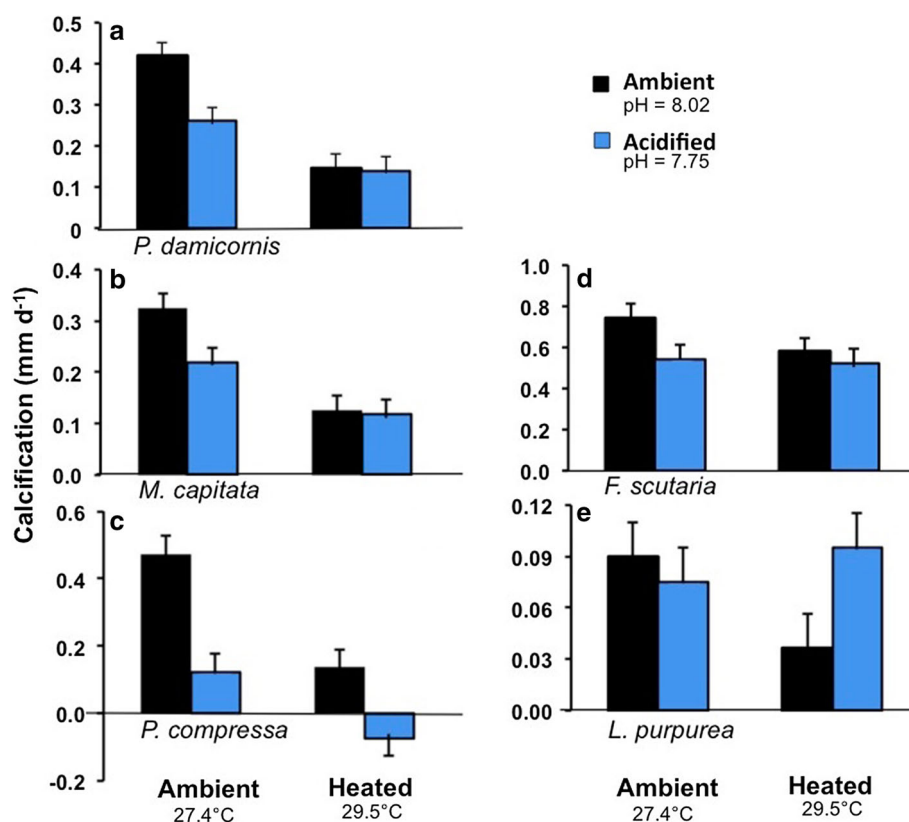 a
0.5
0.4
0.3
0.2
0.1
0
P. damicornis
Ambient
pH = 8.02
Acidified
pH = 7.75
Calcification (mm d-1)
b
0.4
0.3
0.2
0.1
0.0
M. capitata
d
1.0
0.8
0.6
0.4
0.2
0.0
F. scutaria
c
0.6
0.4
0.2
0.0
-0.2
P. compressa
e
0.12
0.09
0.06
0.03
0.00
L. purpurea
Ambient
27.4°C
Heated
29.5°C
Ambient
27.4°C
Heated
29.5°C